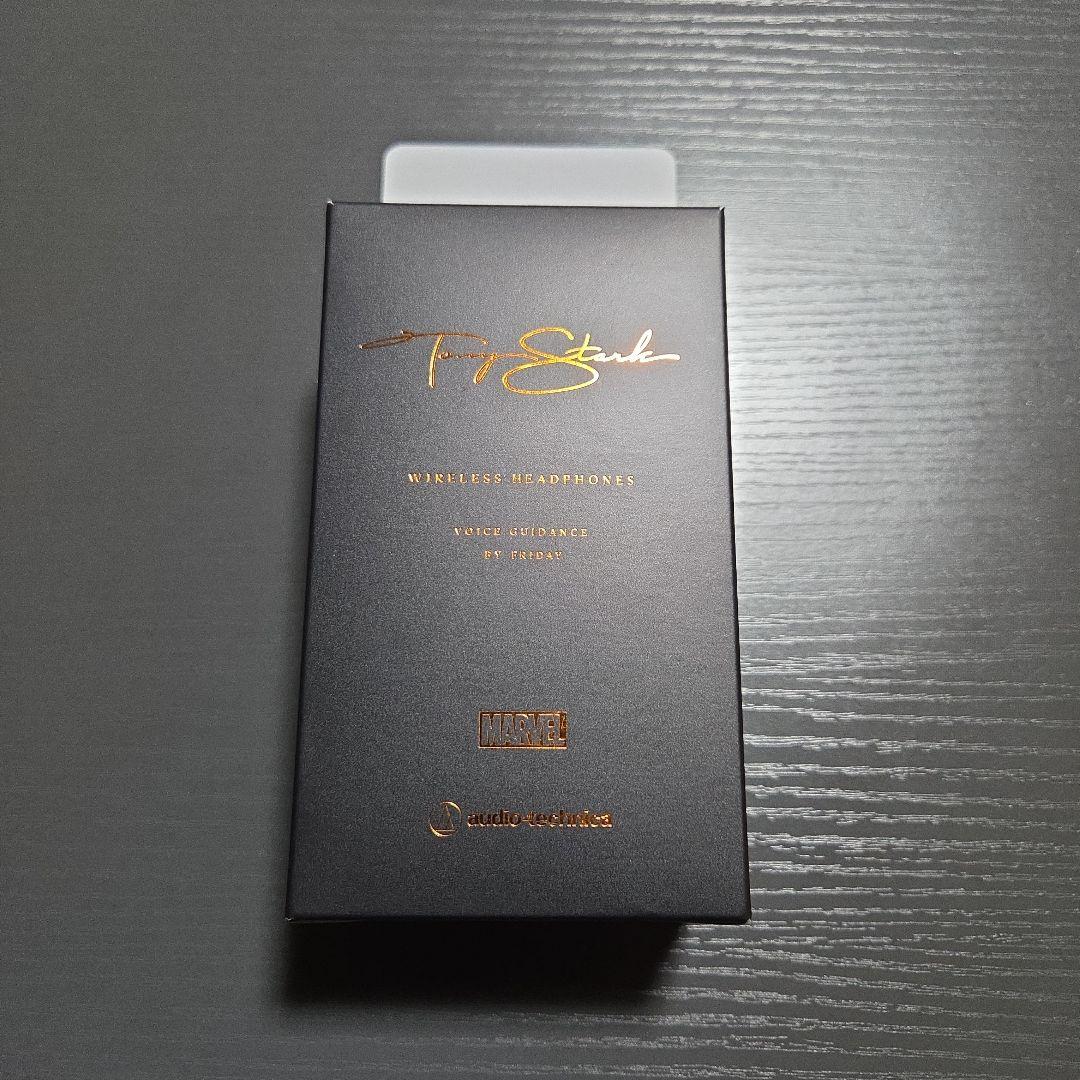 Tony Stark
WIRELESS HEADPHONES
VOICE GUIDANCE
BY FRIDAY
MARVEL
audio-technica